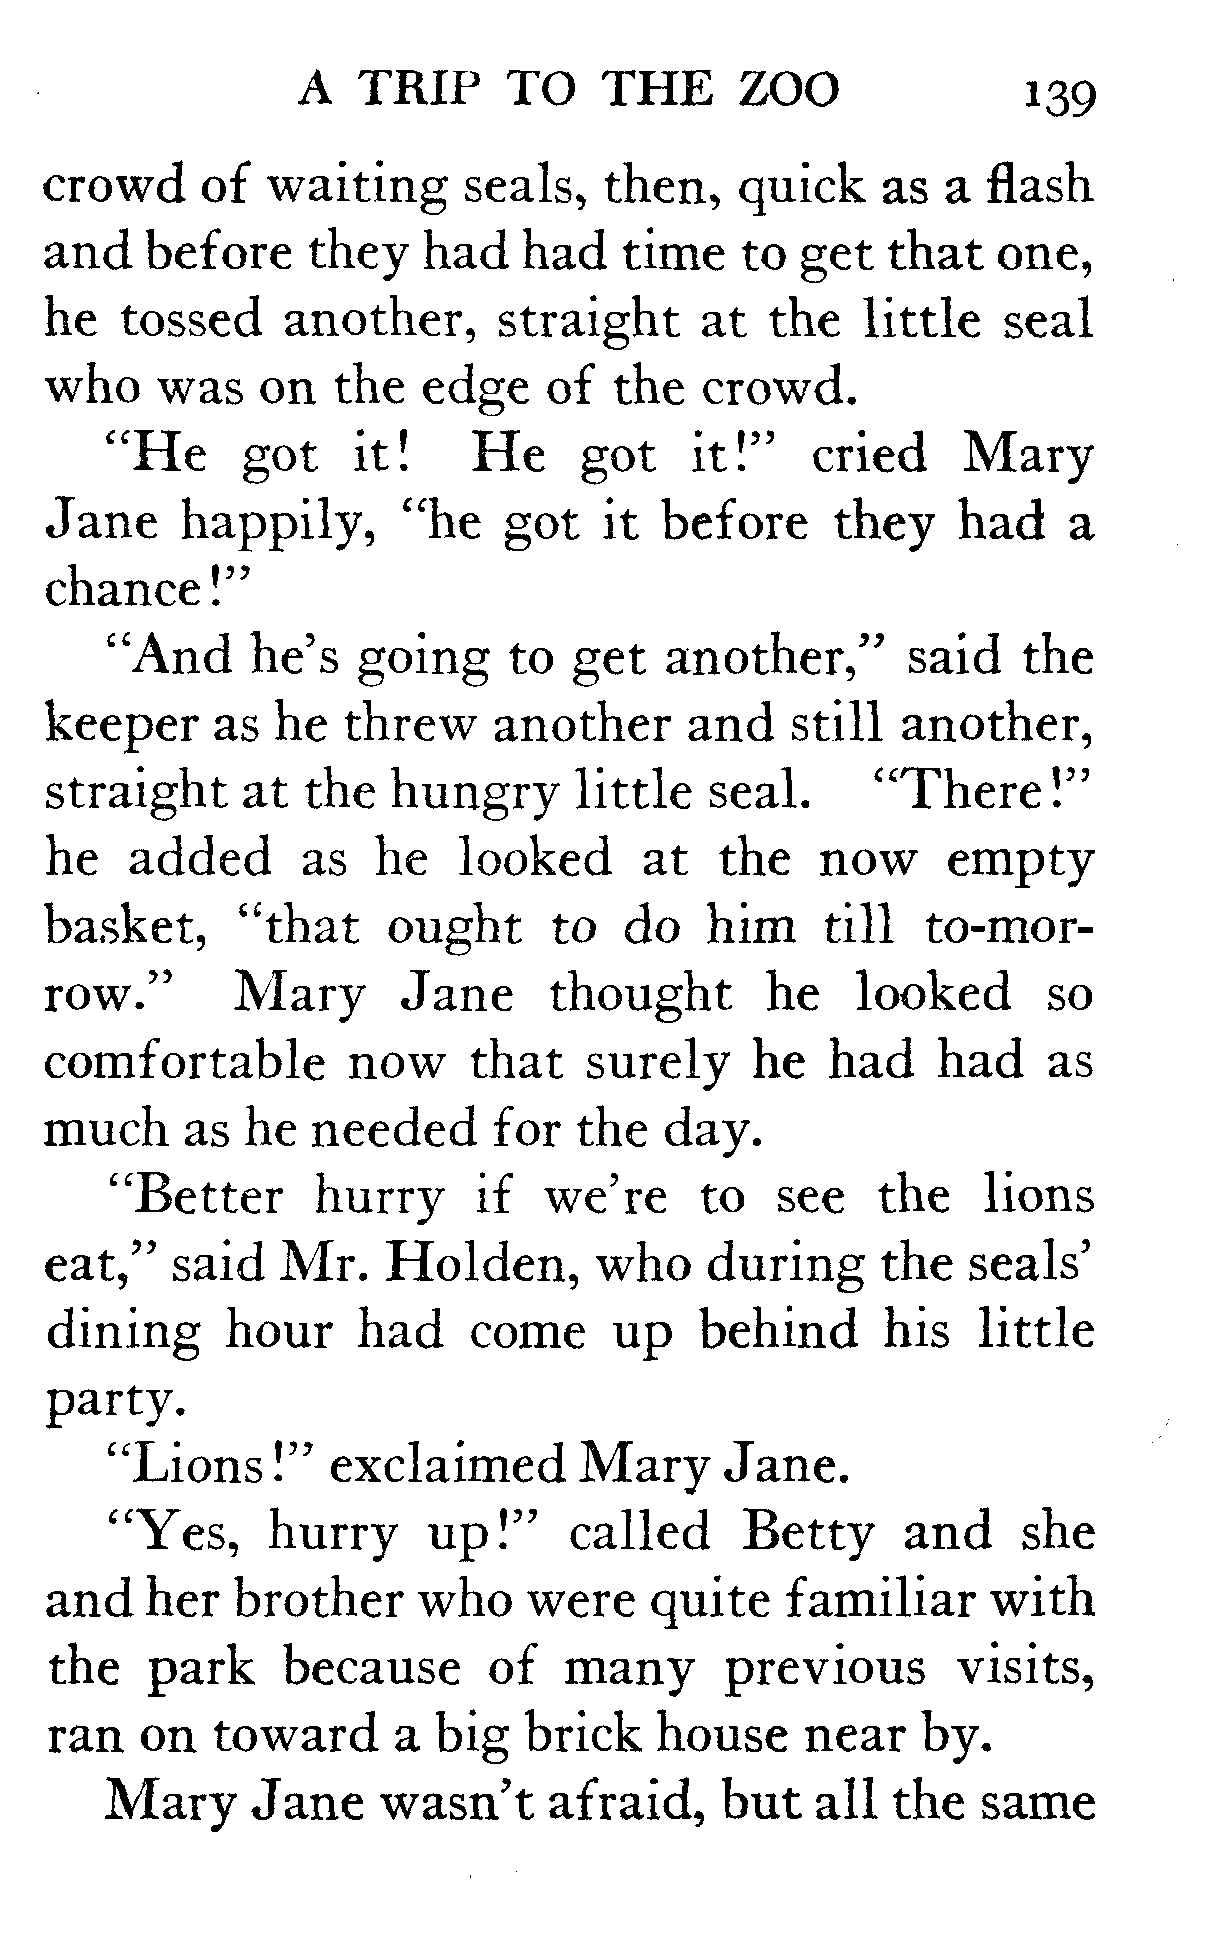 A TRIP TO THE ZOO 139
crowd of waiting seals, then, quick as a flash
and before they had had time to get that one,
he tossed another, straight at the little seal
who was on the edge of the crowd.
"He got it! He got it!" cried Mary
Jane happily, "he got it before they had a
chance!"
"And he's going to get another," said the
keeper as he threw another and still another,
straight at the hungry little seal. "There!"
he added as he looked at the now empty
basket, "that ought to do him till to-mor-
row." Mary Jane thought he looked so
comfortable now that surely he had had as
much as he needed for the day.
"Better hurry if we're to see the lions
eat," said Mr. Holden, who during the seals'
dining hour had come up behind his little
party.
"Lions!" exclaimed Mary Jane.
"Yes, hurry up!" called Betty and she
and her brother who were quite familiar with
the park because of many previous visits,
ran on toward a big brick house near by.
Mary Jane wasn't afraid, but all the same